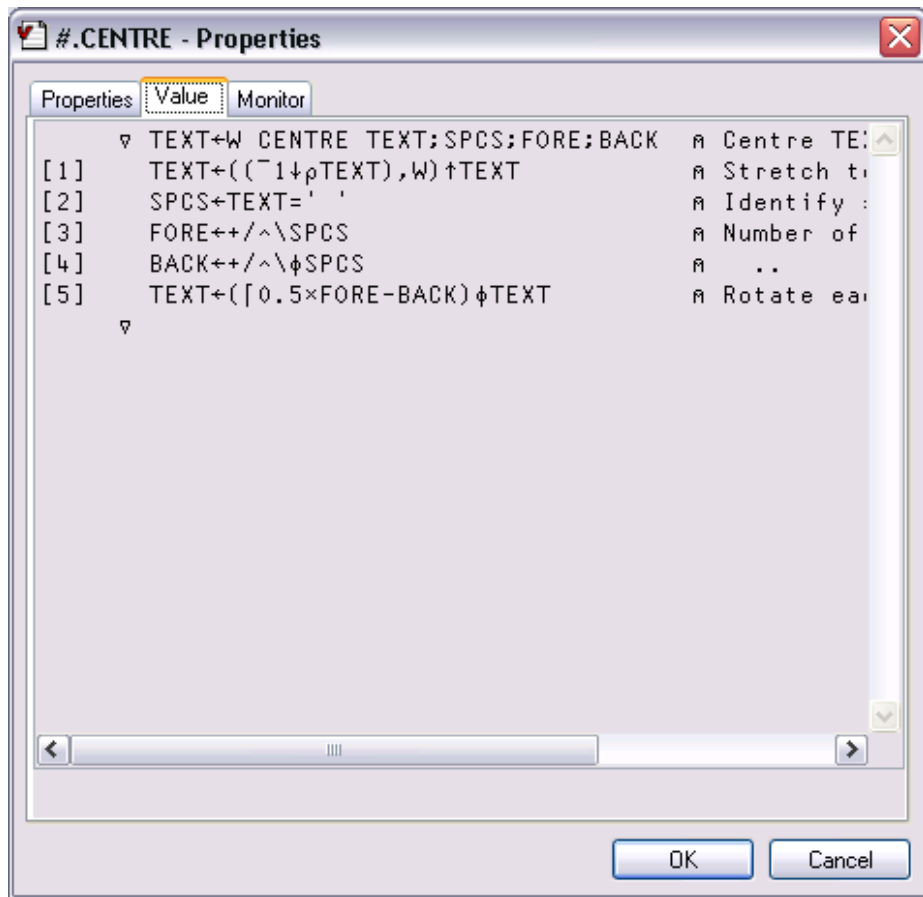 #.CENTRE - Properties
Properties Value Monitor
∇ TEXT←W CENTRE TEXT;SPCS;FORE;BACK ⍝ Centre
[1] TEXT←((¯1↓⍴TEXT),W)↑TEXT ⍝ Stretch
[2] SPCS←TEXT=' ' ⍝ Identify
[3] FORE←+/^\SPCS ⍝ Number of
[4] BACK←+/^\⌽SPCS ⍝ ..
[5] TEXT←(⌈0.5×FORE-BACK)⌽TEXT ⍝ Rotate
∇
OK Cancel